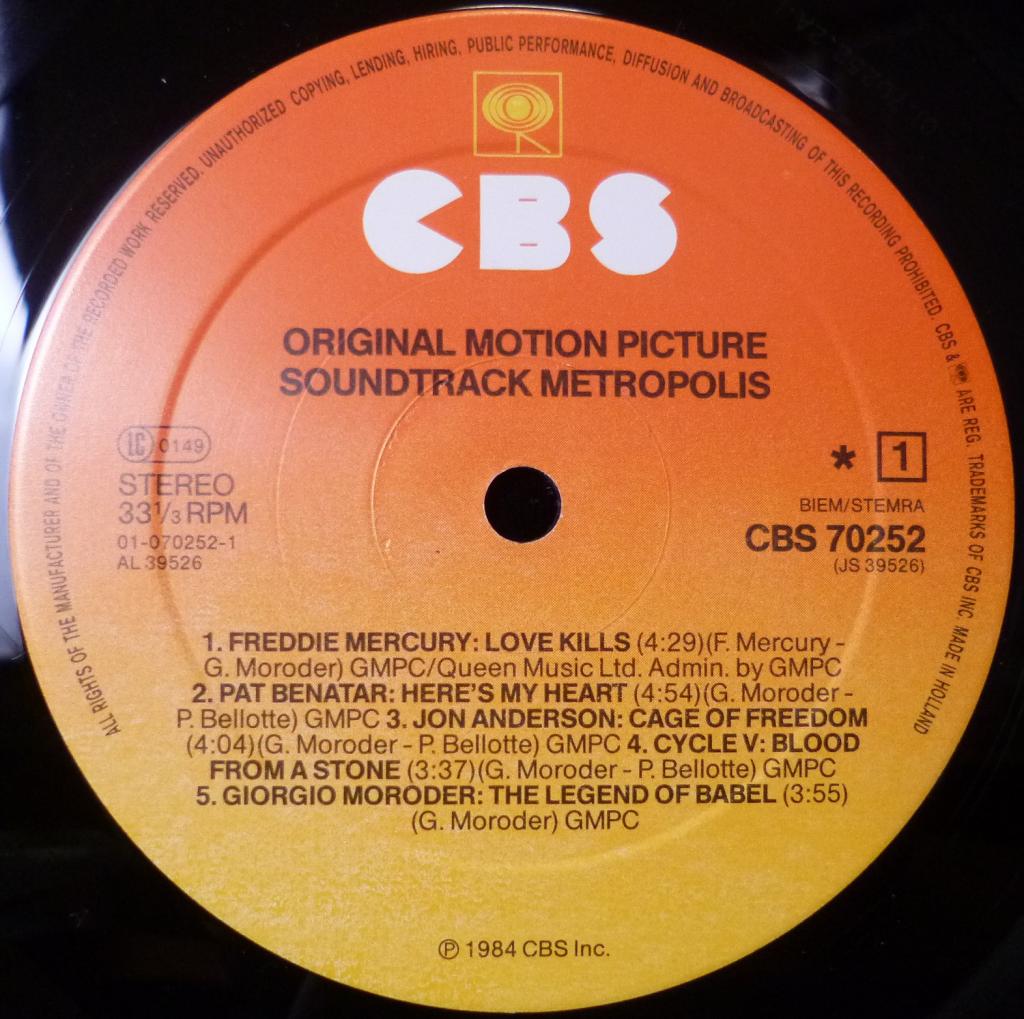 ALL RIGHTS OF THE MANUFACTURER AND OF THE OWNER OF THE RECORDED WORK RESERVED. UNAUTHORIZED COPYING, LENDING, HIRING, PUBLIC PERFORMANCE, DIFFUSION AND BROADCASTING OF THIS RECORDING PROHIBITED. CBS & ARE REG. TRADEMARKS OF CBS INC. MADE IN HOLLAND
CBS
ORIGINAL MOTION PICTURE
SOUNDTRACK METROPOLIS
LC 0149
STEREO
33⅓ RPM
01-070252-1
AL 39526
* 1
BIEM/STEMRA
CBS 70252
(JS 39526)
1. FREDDIE MERCURY: LOVE KILLS (4:29)(F. Mercury -
G. Moroder) GMPC/Queen Music Ltd. Admin. by GMPC
2. PAT BENATAR: HERE'S MY HEART (4:54)(G. Moroder -
P. Bellotte) GMPC 3. JON ANDERSON: CAGE OF FREEDOM
(4:04)(G. Moroder - P. Bellotte) GMPC 4. CYCLE V: BLOOD
FROM A STONE (3:37)(G. Moroder - P. Bellotte) GMPC
5. GIORGIO MORODER: THE LEGEND OF BABEL (3:55)
(G. Moroder) GMPC
℗ 1984 CBS Inc.